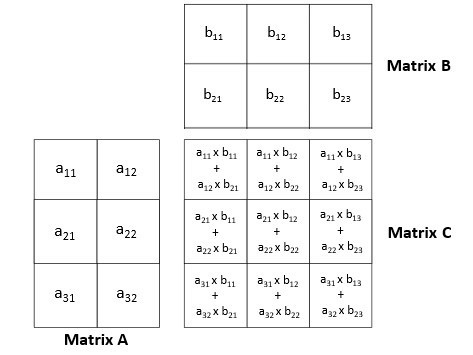 b₁₁ b₁₂ b₁₃
Matrix B
b₂₁ b₂₂ b₂₃
a₁₁ a₁₂
a₁₁ x b₁₁ a₁₁ x b₁₂ a₁₁ x b₁₃
+ + +
a₁₂ x b₂₁ a₁₂ x b₂₂ a₁₂ x b₂₃
a₂₁ a₂₂
a₂₁ x b₁₁ a₂₁ x b₁₂ a₂₁ x b₁₃
+ + +
a₂₂ x b₂₁ a₂₂ x b₂₂ a₂₂ x b₂₃
Matrix C
a₃₁ a₃₂
a₃₁ x b₁₁ a₃₁ x b₁₂ a₃₁ x b₁₃
+ + +
a₃₂ x b₂₁ a₃₂ x b₂₂ a₃₂ x b₂₃
Matrix A